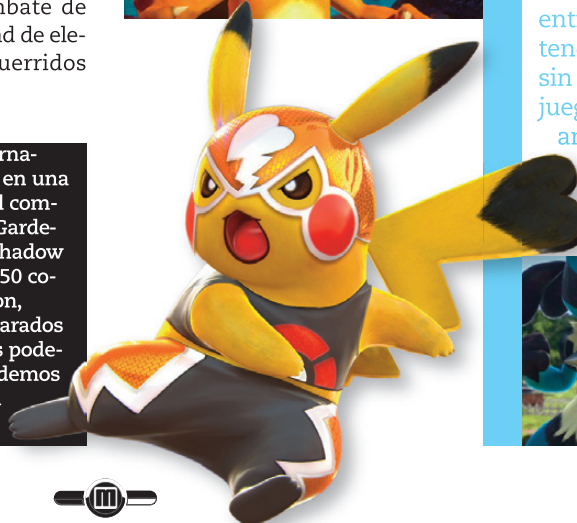 mbate de
ad de ele-
uerridos
rna-
en una
l com-
Garde-
hadow
50 co-
on,
arados
s pode-
demos
entr
ten
sin
jueg
ar
m